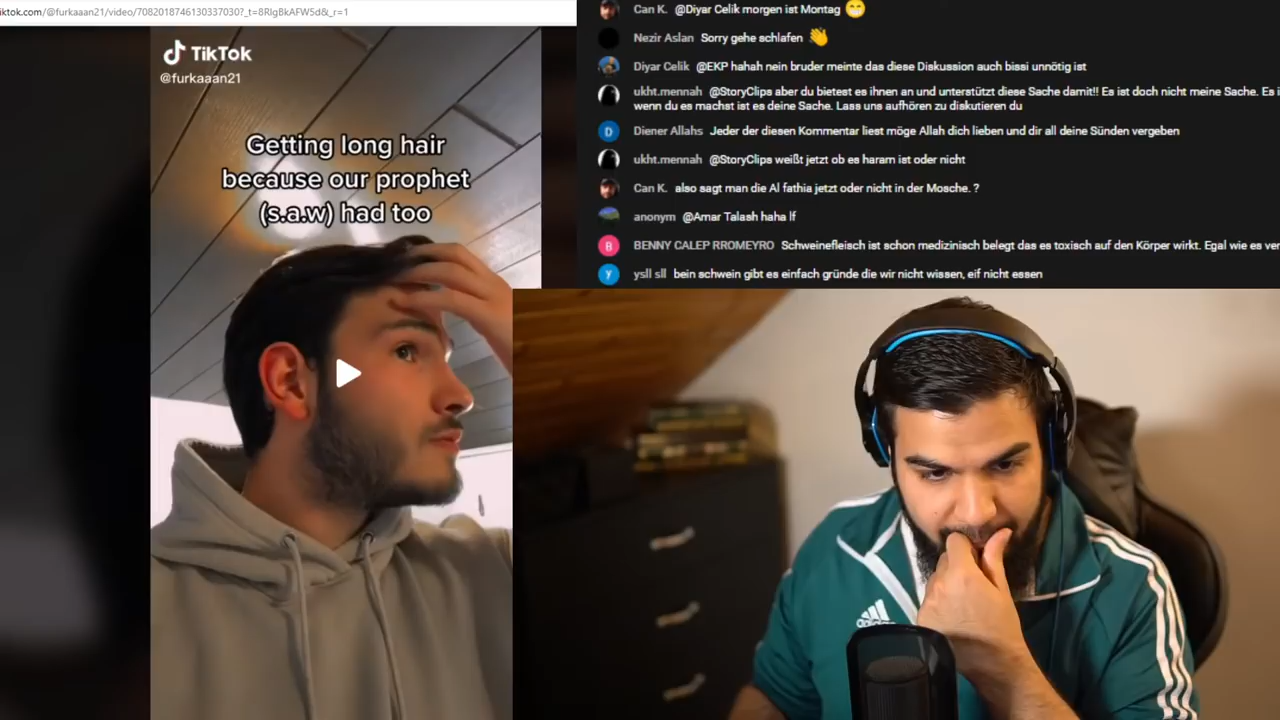 iktok.com/@furkaaan21/video/7082018746130337030?_t=8RlgBkAFW5d&_r=1
TikTok
@furkaaan21
Getting long hair
because our prophet
(s.a.w) had too
Can K. @Diyar Celik morgen ist Montag 😁
Nezir Aslan Sorry gehe schlafen 👏
Diyar Celik @EKP hahah nein bruder meinte das diese Diskussion auch bissi unnötig ist
ukht.mennah @StoryClips aber du bietest es ihnen an und unterstützt diese Sache damit!! Es ist doch nicht meine Sache. Es i
wenn du es machst ist es deine Sache. Lass uns aufhören zu diskutieren du
D Diener Allahs Jeder der diesen Kommentar liest möge Allah dich lieben und dir all deine Sünden vergeben
ukht.mennah @StoryClips weißt jetzt ob es haram ist oder nicht
Can K. also sagt man die Al fathia jetzt oder nicht in der Mosche. ?
anonym @Amar Talash haha lf
B BENNY CALEP RROMEYRO Schweinefleisch ist schon medizinisch belegt das es toxisch auf den Körper wirkt. Egal wie es ver
y ysll sll bein schwein gibt es einfach gründe die wir nicht wissen, eif nicht essen
adidas